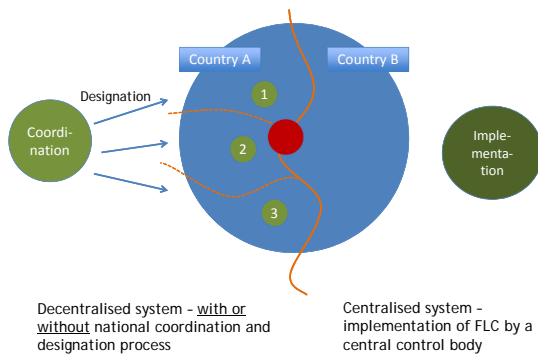 Country A
Country B
Designation
1
Coordi-
nation
2
Imple-
menta-
tion
3
Decentralised system – with or
without national coordination and
designation process
Centralised system –
implementation of FLC by a
central control body